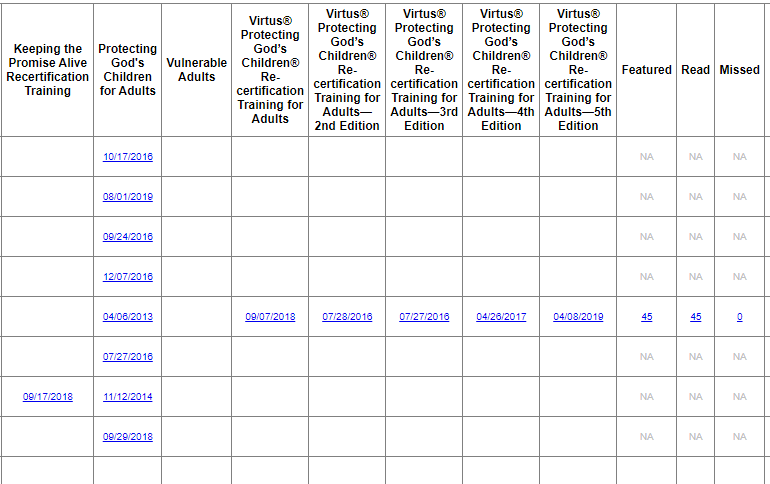 Keeping the
Promise Alive
Recertification
Training
Protecting
God's
Children
for Adults
Vulnerable
Adults
Virtus®
Protecting
God's
Children®
Re-
certification
Training for
Adults
Virtus®
Protecting
God's
Children®
Re-
certification
Training for
Adults—
2nd Edition
Virtus®
Protecting
God's
Children®
Re-
certification
Training for
Adults—3rd
Edition
Virtus®
Protecting
God's
Children®
Re-
certification
Training for
Adults—4th
Edition
Virtus®
Protecting
God's
Children®
Re-
certification
Training for
Adults—5th
Edition
Featured
Read
Missed
10/17/2016 NA NA NA
08/01/2019 NA NA NA
09/24/2016 NA NA NA
12/07/2016 NA NA NA
04/06/2013 09/07/2018 07/28/2016 07/27/2016 04/26/2017 04/08/2019 45 45 0
07/27/2016 NA NA NA
09/17/2018 11/12/2014 NA NA NA
09/29/2018 NA NA NA